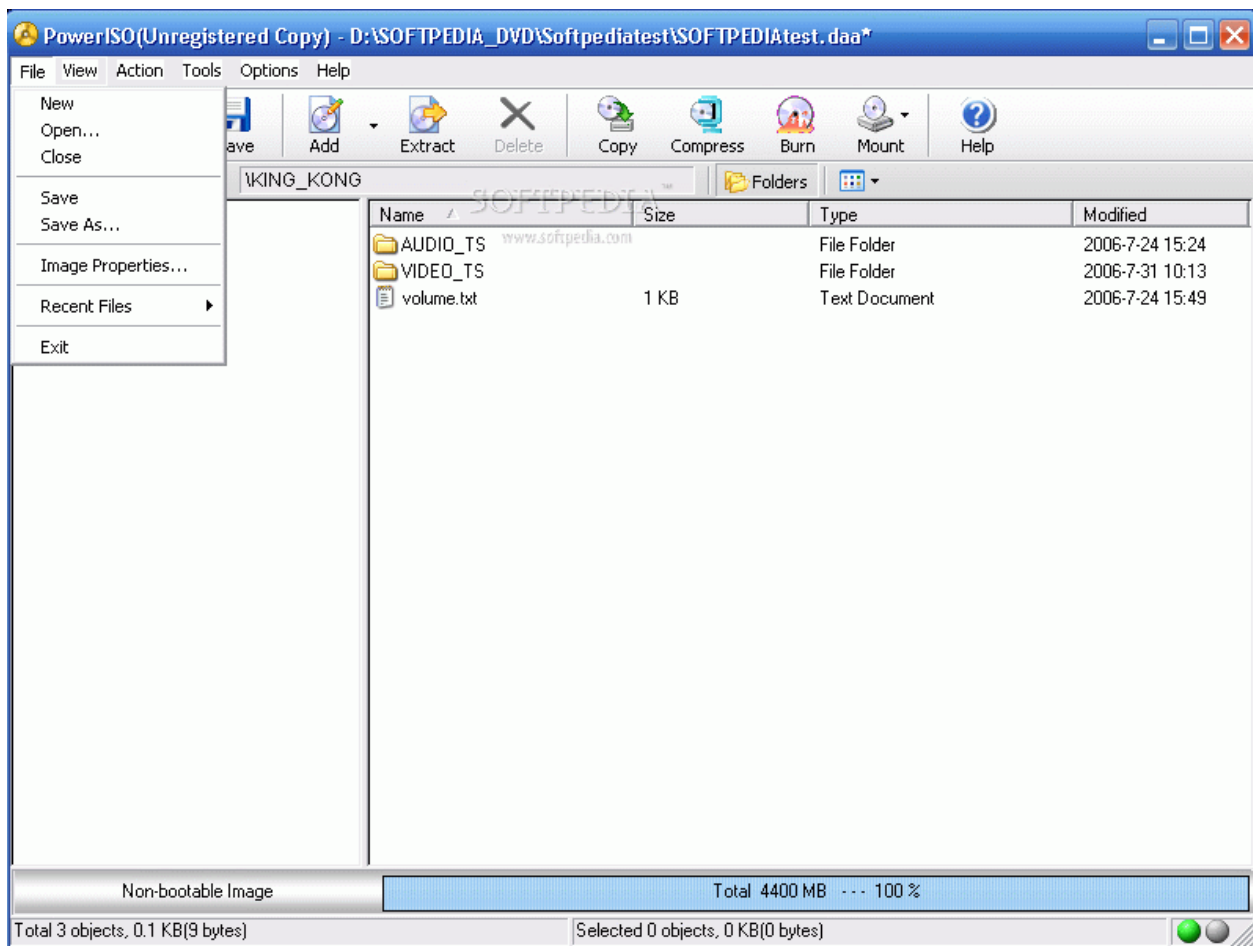 PowerISO(Unregistered Copy) - D:\SOFTPEDIA_DVD\Softpediatest\SOFTPEDIAtest.daa*
File View Action Tools Options Help
New
Open...
Close
Save
Save As...
Image Properties...
Recent Files
Exit
ave Add Extract Delete Copy Compress Burn Mount Help
\KING_KONG Folders
SOFTPEDIA™
www.softpedia.com
Name Size Type Modified
AUDIO_TS File Folder 2006-7-24 15:24
VIDEO_TS File Folder 2006-7-31 10:13
volume.txt 1 KB Text Document 2006-7-24 15:49
Non-bootable Image Total 4400 MB --- 100 %
Total 3 objects, 0.1 KB(9 bytes) Selected 0 objects, 0 KB(0 bytes)